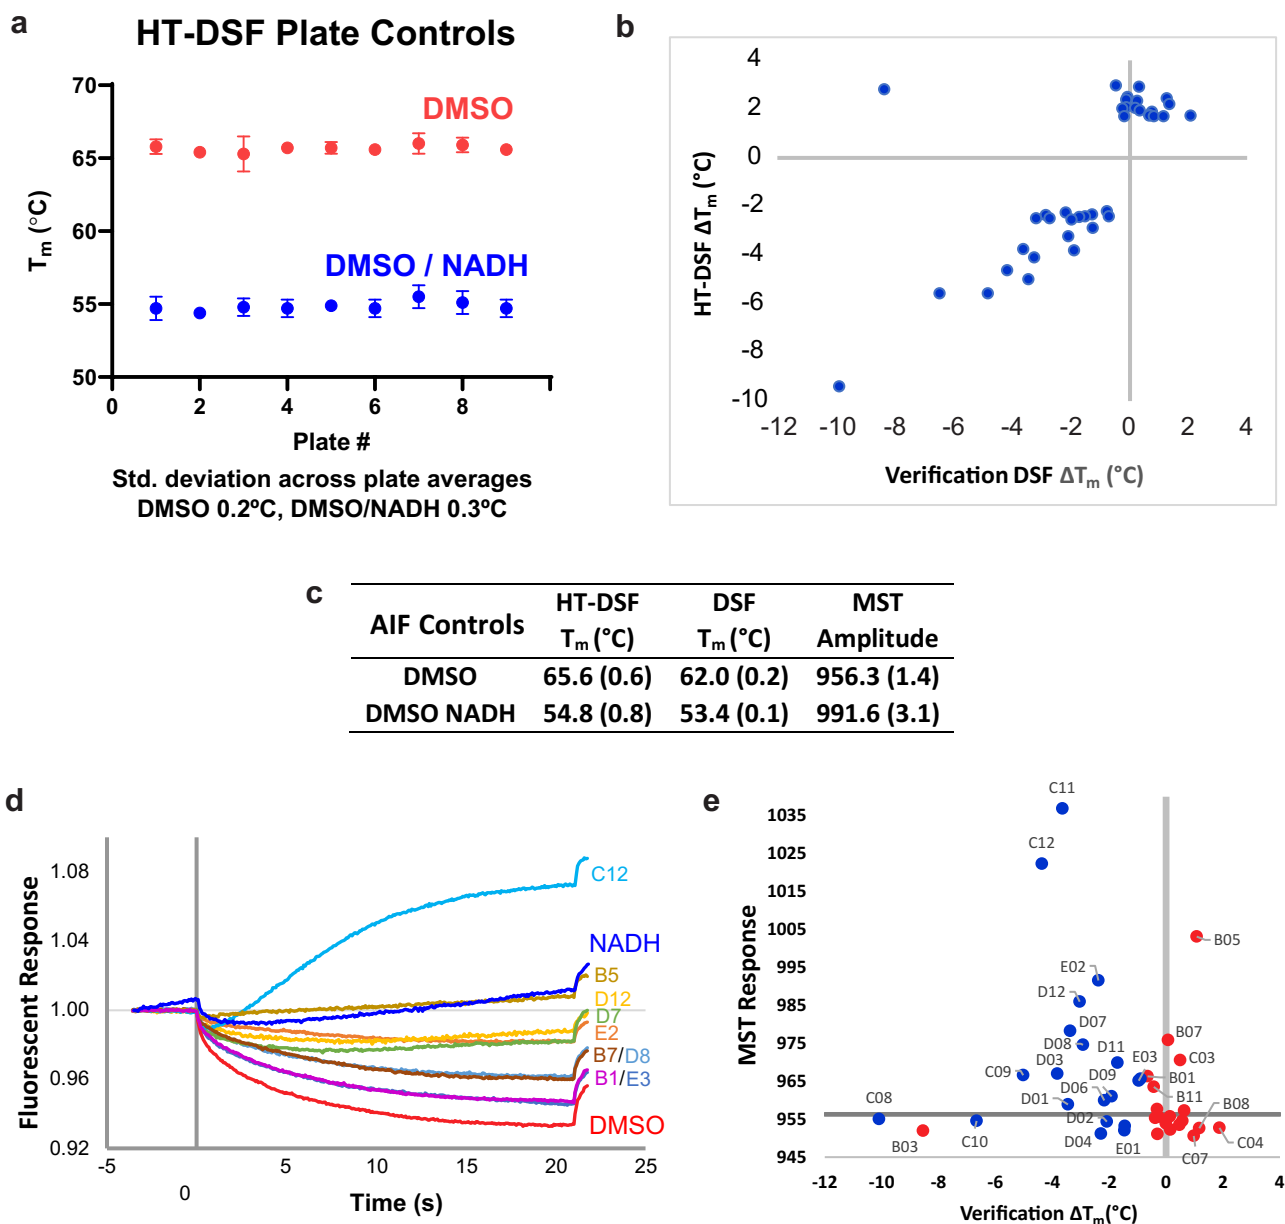 a
HT-DSF Plate Controls
70
65
60
55
50
Tm (°C)
DMSO
DMSO / NADH
0 2 4 6 8
Plate #
Std. deviation across plate averages
DMSO 0.2ºC, DMSO/NADH 0.3ºC
b
4
2
0
-2
-4
-6
-8
-10
HT-DSF ΔTm (°C)
-12 -10 -8 -6 -4 -2 0 2 4
Verification DSF ΔTm (°C)
c
AIF Controls HT-DSF Tm (°C) DSF Tm (°C) MST Amplitude
DMSO 65.6 (0.6) 62.0 (0.2) 956.3 (1.4)
DMSO NADH 54.8 (0.8) 53.4 (0.1) 991.6 (3.1)
d
1.08
1.04
1.00
0.96
0.92
Fluorescent Response
C12
NADH
B5
D12
D7
E2
B7/D8
B1/E3
DMSO
-5 0 5 10 15 20 25
Time (s)
e
1035
1025
1015
1005
995
985
975
965
955
945
MST Response
C11
C12
B05
E02
D12
D07
B07
D08
D11
E03
C03
D03
C09
D09
B01
D06
B11
D01
C08
D02
B08
B03
C10
D04
E01
C07
C04
-12 -10 -8 -6 -4 -2 0 2 4
Verification ΔTm(°C)